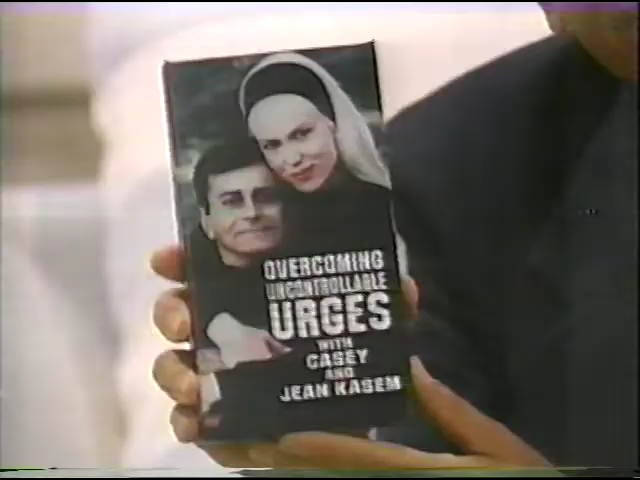 OVERCOMING
UNCONTROLLABLE
URGES
WITH
CASEY
AND
JEAN KASEM